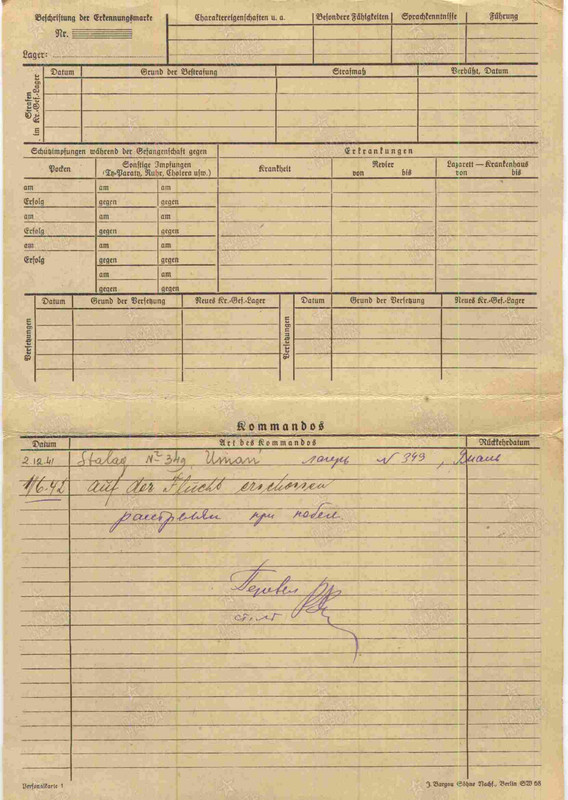 Beschriftung der Erkennungsmarke
Nr.
Lager:
Charaktereigenschaften u. a.
Besondere Fähigkeiten
Sprachkenntnisse
Führung
Strafen im Kr.-Gef.-Lager
Datum
Grund der Bestrafung
Strafmaß
Verbüßt, Datum
Schutzimpfungen während der Gefangenschaft gegen
Erkrankungen
Pocken
Sonstige Impfungen
(Ty-Paraty, Ruhr, Cholera usw.)
Krankheit
Revier
von bis
Lazarett — Krankenhaus
von bis
am am am
Erfolg gegen gegen
am am am
Erfolg gegen gegen
am am am
Erfolg gegen gegen
am am
gegen gegen
Versetzungen
Datum Grund der Versetzung Neues Kr.-Gef.-Lager
Versetzungen
Datum Grund der Versetzung Neues Kr.-Gef.-Lager
Kommandos
Datum Art des Kommandos Rückkehrdatum
2.12.41 Stalag № 349 Uman' лагерь N 349,
6.42 auf der Flucht erschossen
расстрелян при побеге
Перевел
ст. лт
Personalkarte 1
J. Bargou Söhne Nachf., Berlin SW 68